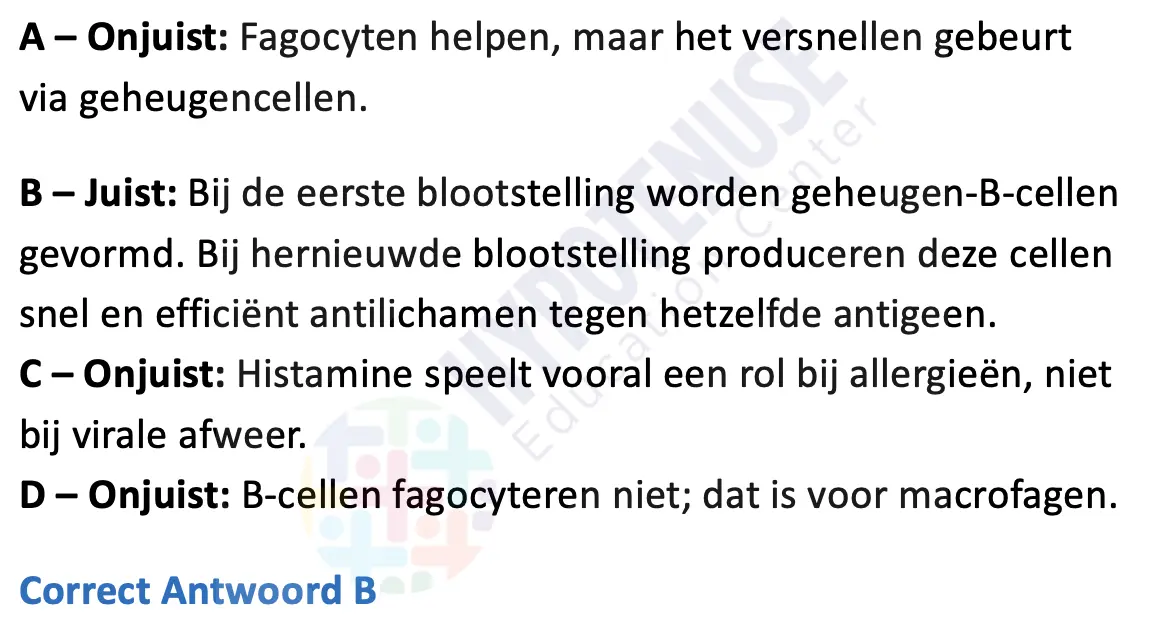 A – Onjuist: Fagocyten helpen, maar het versnellen gebeurt
via geheugencellen.
B – Juist: Bij de eerste blootstelling worden geheugen-B-cellen
gevormd. Bij hernieuwde blootstelling produceren deze cellen
snel en efficiënt antilichamen tegen hetzelfde antigeen.
C – Onjuist: Histamine speelt vooral een rol bij allergieën, niet
bij virale afweer.
D – Onjuist: B-cellen fagocyteren niet; dat is voor macrofagen.
Correct Antwoord B
HYPOTENUSE
Education Center